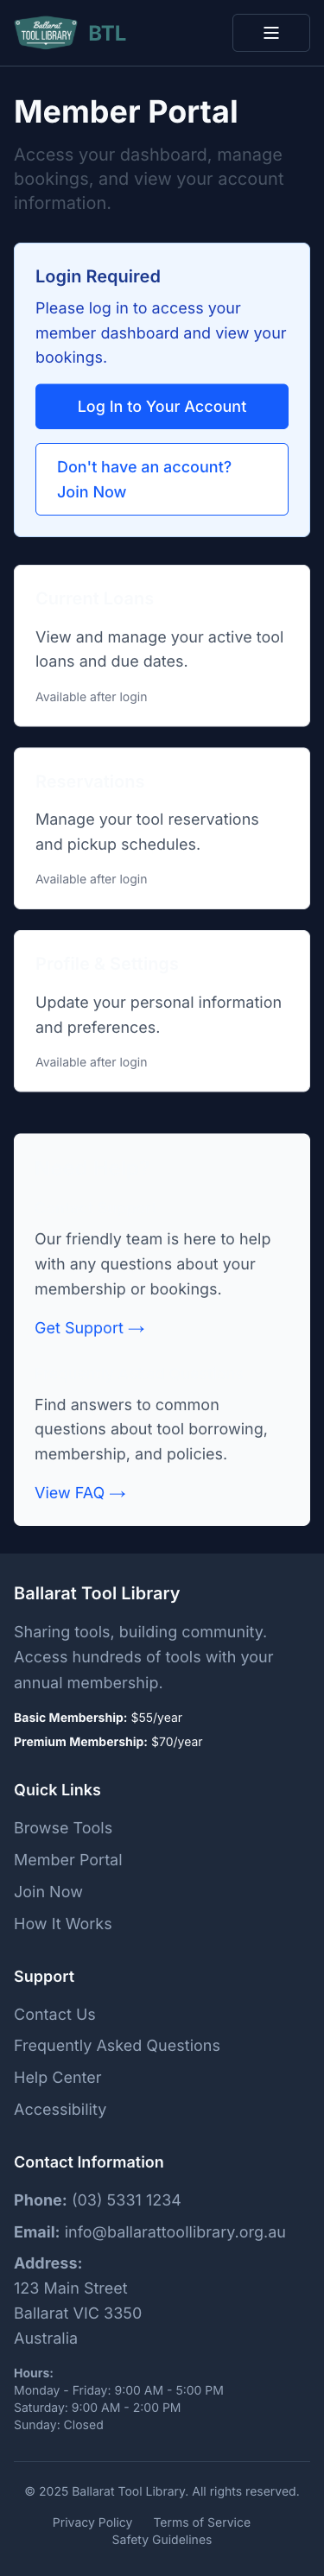 Ballarat
TOOL LIBRARY
BTL
Member Portal
Access your dashboard, manage
bookings, and view your account
information.
Login Required
Please log in to access your
member dashboard and view your
bookings.
Log In to Your Account
Don't have an account?
Join Now
Current Loans
View and manage your active tool
loans and due dates.
Available after login
Reservations
Manage your tool reservations
and pickup schedules.
Available after login
Profile & Settings
Update your personal information
and preferences.
Available after login
Our friendly team is here to help
with any questions about your
membership or bookings.
Get Support →
Find answers to common
questions about tool borrowing,
membership, and policies.
View FAQ →
Ballarat Tool Library
Sharing tools, building community.
Access hundreds of tools with your
annual membership.
Basic Membership: $55/year
Premium Membership: $70/year
Quick Links
Browse Tools
Member Portal
Join Now
How It Works
Support
Contact Us
Frequently Asked Questions
Help Center
Accessibility
Contact Information
Phone: (03) 5331 1234
Email: info@ballarattoollibrary.org.au
Address:
123 Main Street
Ballarat VIC 3350
Australia
Hours:
Monday - Friday: 9:00 AM - 5:00 PM
Saturday: 9:00 AM - 2:00 PM
Sunday: Closed
© 2025 Ballarat Tool Library. All rights reserved.
Privacy Policy Terms of Service
Safety Guidelines